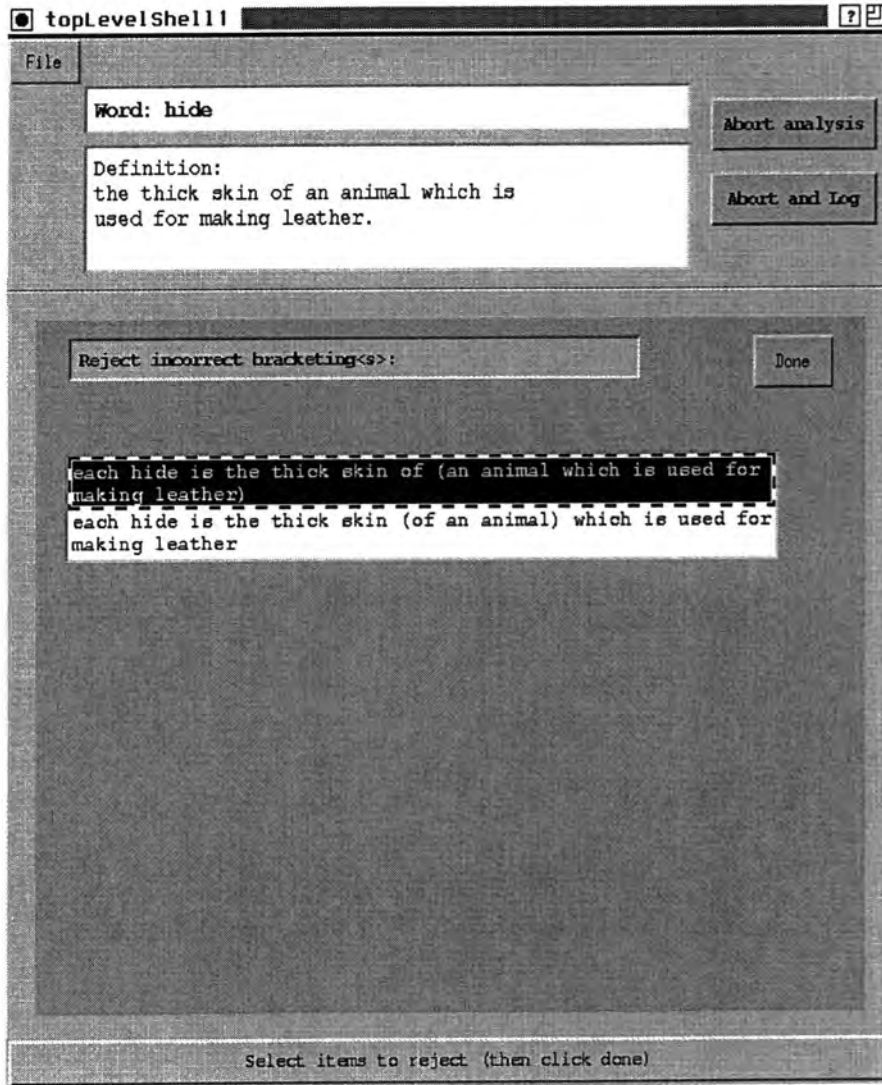 topLevelShell1
?
File
Word: hide
Abort analysis
Definition:
the thick skin of an animal which is
used for making leather.
Abort and Log
Reject incorrect bracketing<s>:
Done
each hide is the thick skin of (an animal which is used for
making leather)
each hide is the thick skin (of an animal) which is used for
making leather
Select items to reject (then click done)